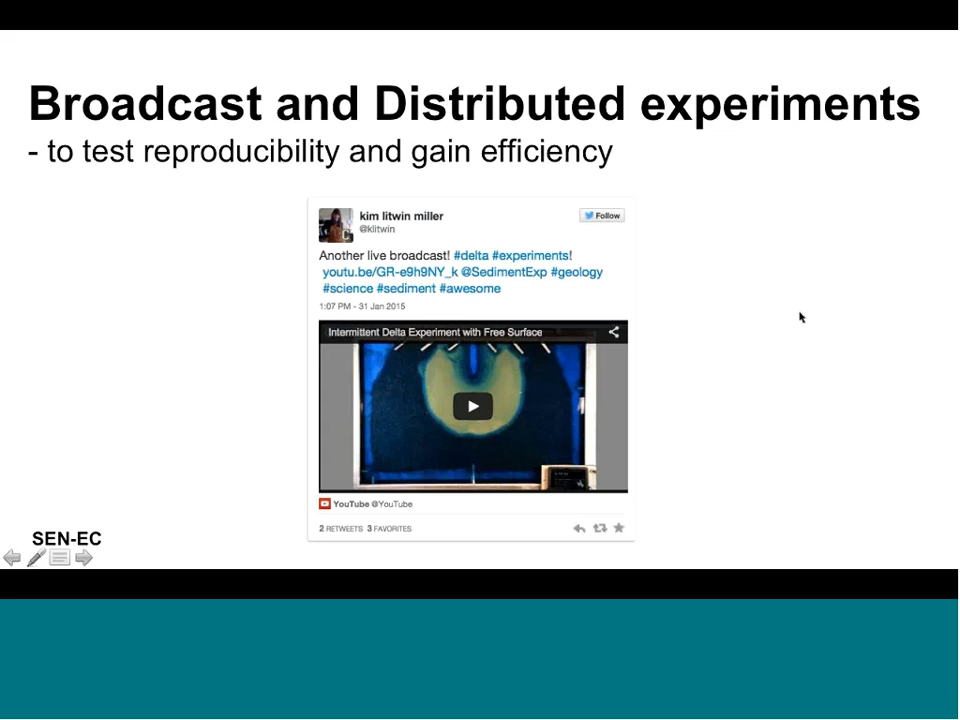 Broadcast and Distributed experiments
- to test reproducibility and gain efficiency
kim litwin miller
@klitwin
Follow
Another live broadcast! #delta #experiments!
youtu.be/GR-e9h9NY_k @SedimentExp #geology
#science #sediment #awesome
1:07 PM - 31 Jan 2015
Intermittent Delta Experiment with Free Surface
YouTube @YouTube
2 RETWEETS 3 FAVORITES
SEN-EC